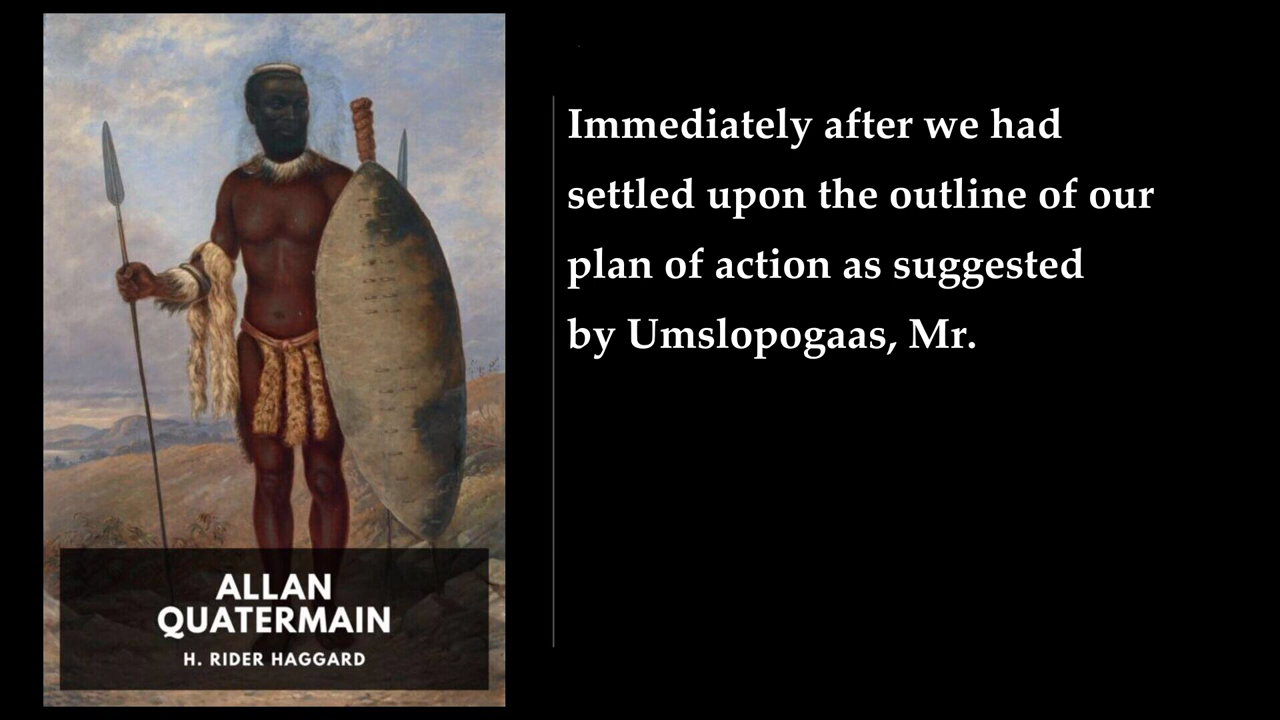 ALLAN
QUATERMAIN
H. RIDER HAGGARD
Immediately after we had
settled upon the outline of our
plan of action as suggested
by Umslopogaas, Mr.